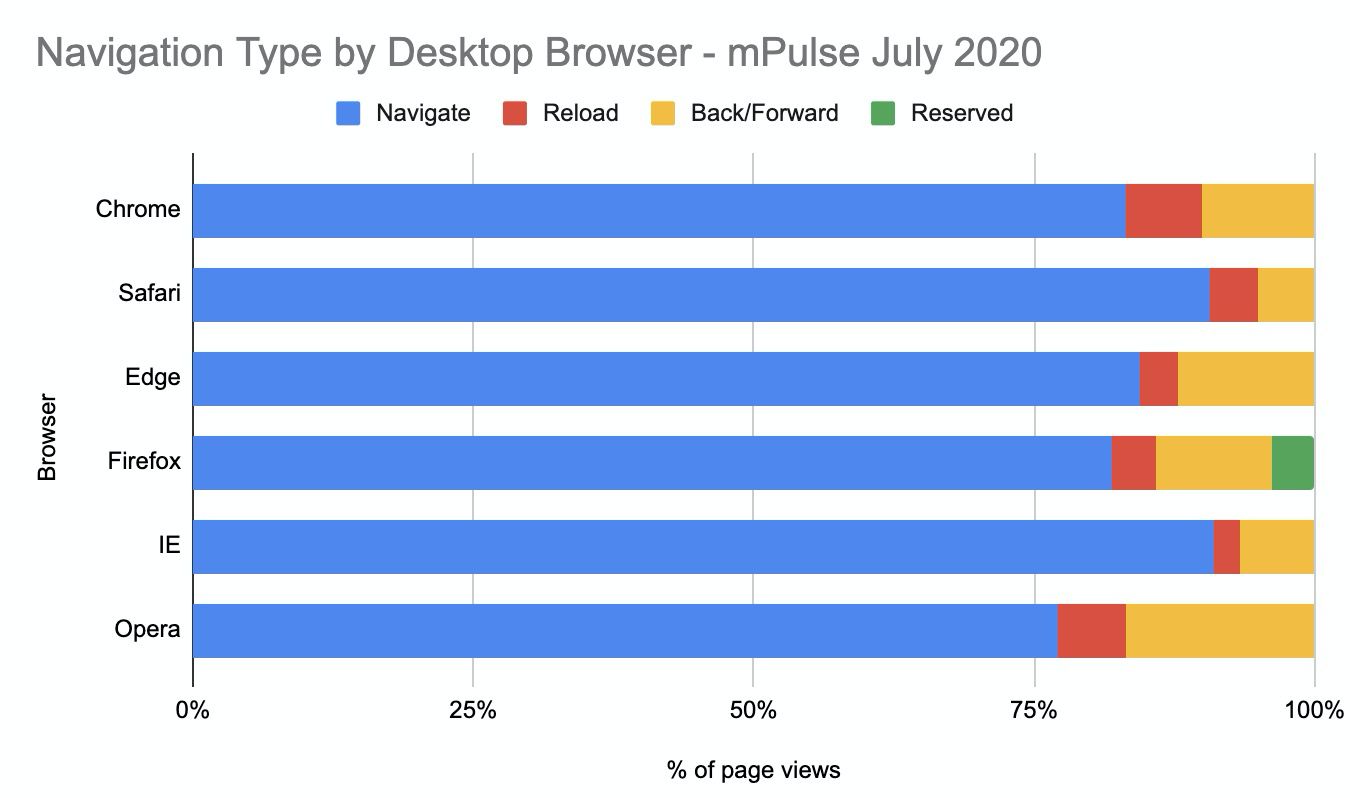 Navigation Type by Desktop Browser - mPulse July 2020
Navigate Reload Back/Forward Reserved
Chrome
Safari
Edge
Firefox
IE
Opera
Browser
0% 25% 50% 75% 100%
% of page views